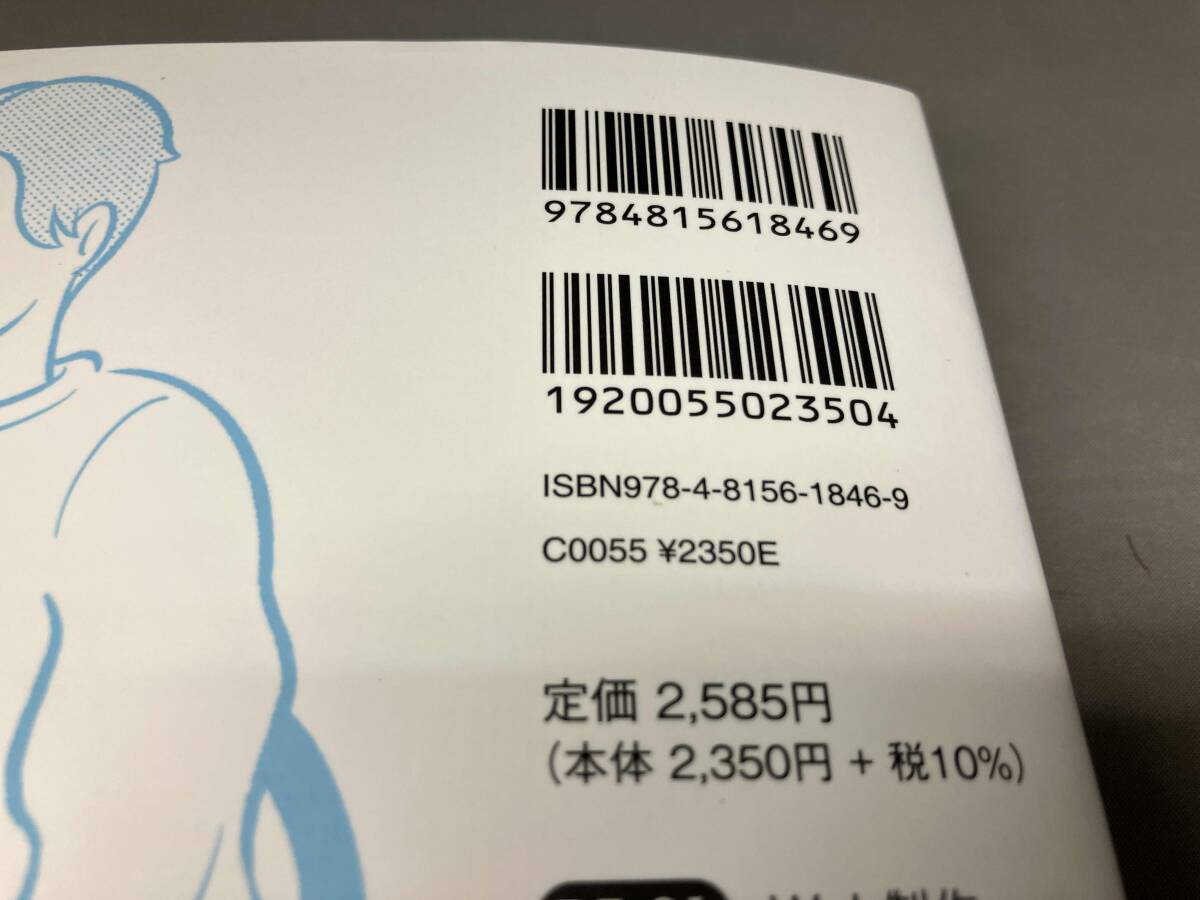 9784815618469
1920055023504
ISBN978-4-8156-1846-9
C0055 ¥2350E
定価 2,585円
(本体 2,350円 + 税10%)